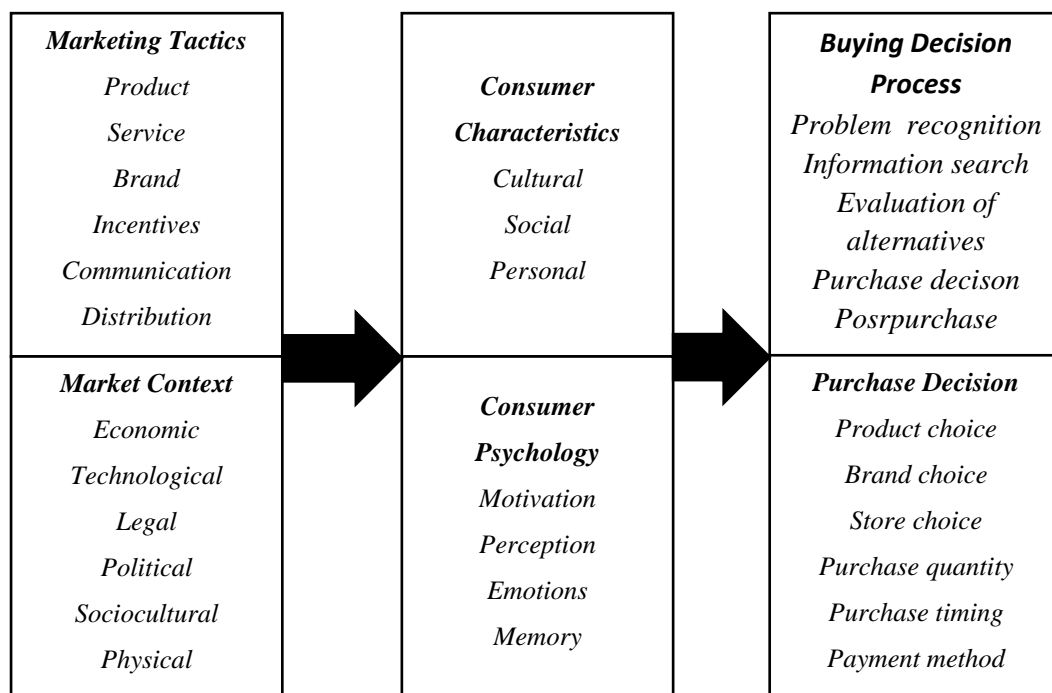 Marketing Tactics
Product
Service
Brand
Incentives
Communication
Distribution
Market Context
Economic
Technological
Legal
Political
Sociocultural
Physical
Consumer
Characteristics
Cultural
Social
Personal
Consumer
Psychology
Motivation
Perception
Emotions
Memory
Buying Decision
Process
Problem recognition
Information search
Evaluation of
alternatives
Purchase decison
Posrpurchase
Purchase Decision
Product choice
Brand choice
Store choice
Purchase quantity
Purchase timing
Payment method